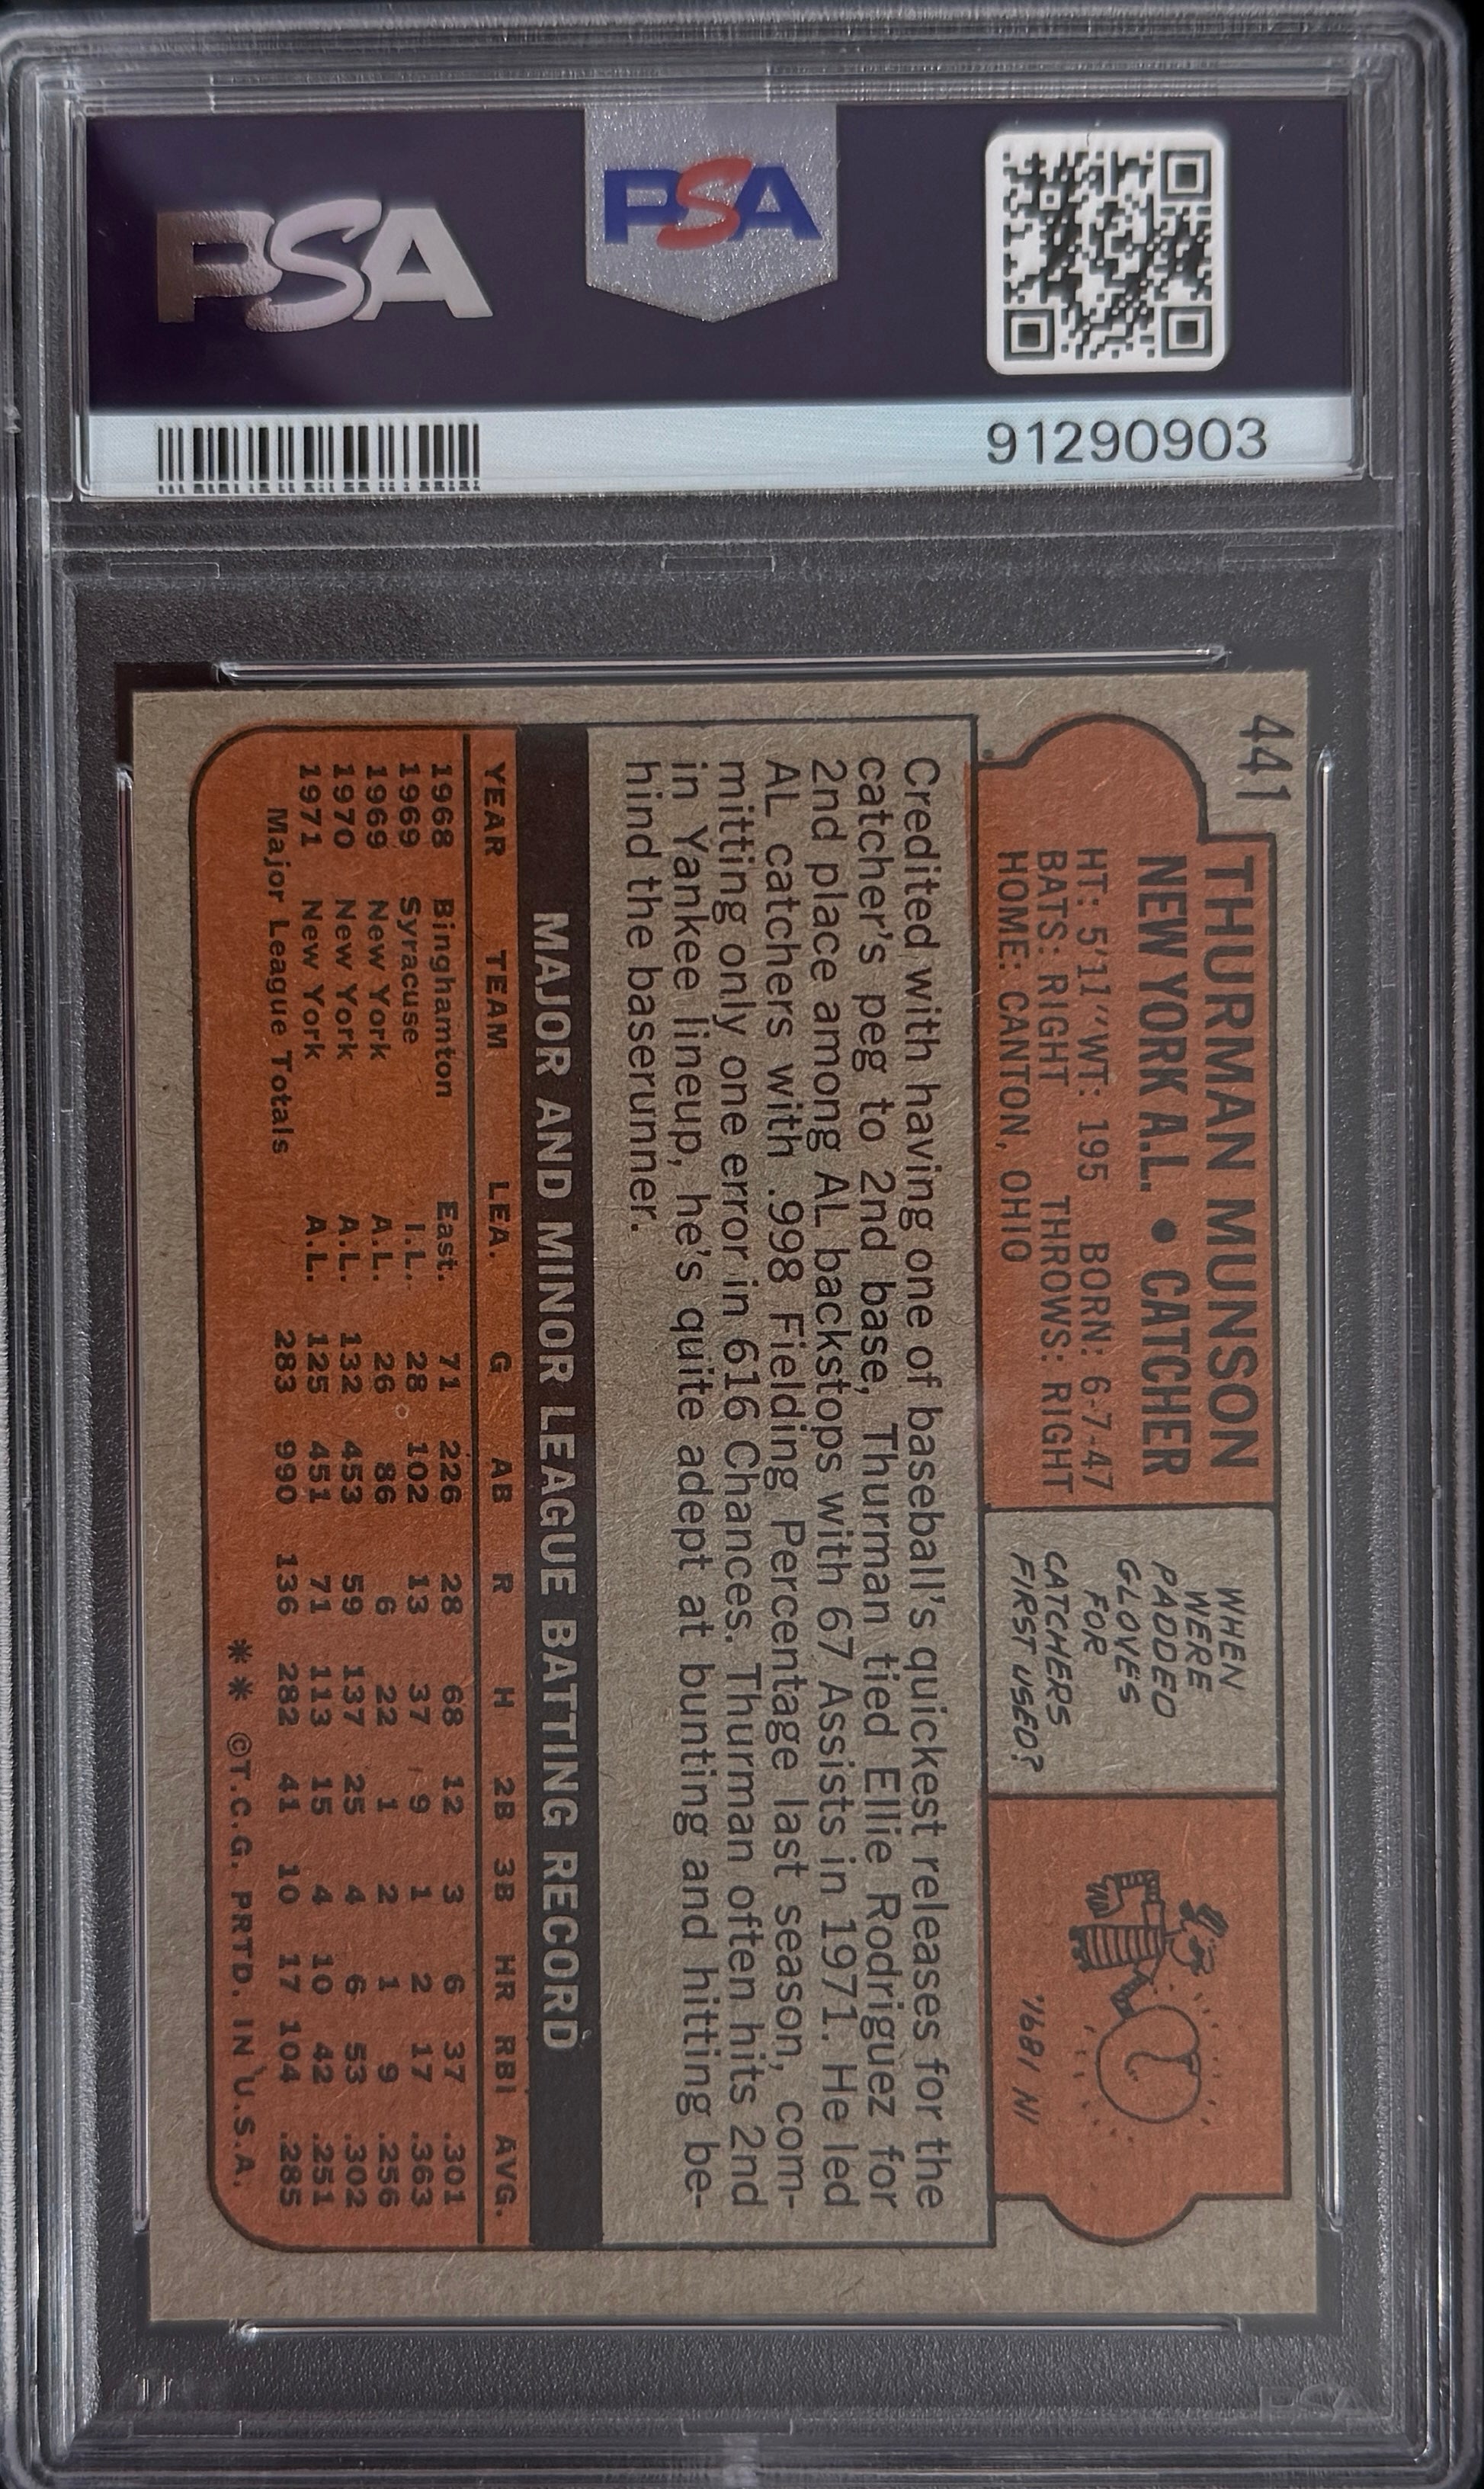 PSA
PSA
91290903
441
THURMAN MUNSON
NEW YORK A.L. • CATCHER
HT: 5'11" WT: 195 BORN: 6-7-47
BATS: RIGHT THROWS: RIGHT
HOME: CANTON, OHIO
WHEN
WERE
PADDED
GLOVES
FOR
CATCHERS
FIRST USED?
IN 1891.
Credited with having one of baseball's quickest releases for the
catcher's peg to 2nd base, Thurman tied Ellie Rodriguez for
2nd place among AL backstops with 67 Assists in 1971. He led
AL catchers with .998 Fielding Percentage last season, com-
mitting only one error in 616 Chances. Thurman often hits 2nd
in Yankee lineup, he's quite adept at bunting and hitting be-
hind the baserunner.
MAJOR AND MINOR LEAGUE BATTING RECORD
YEAR TEAM LEA. G AB R H 2B 3B HR RBI AVG.
1968 Binghamton East. 71 226 28 68 12 3 6 37 .301
1969 Syracuse I.L. 28 102 13 37 9 1 2 17 .363
1969 New York A.L. 26 86 6 22 1 2 1 9 .256
1970 New York A.L. 132 453 59 137 25 4 6 53 .302
1971 New York A.L. 125 451 71 113 15 4 10 42 .251
Major League Totals 283 990 136 282 41 10 17 104 .285
** ©T.C.G. PRTD. IN U.S.A.
PSA